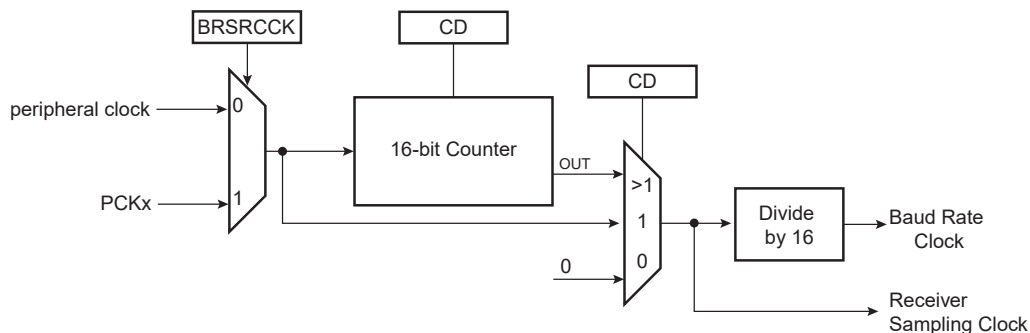 BRSRCCK
CD
CD
peripheral clock
0
16-bit Counter
OUT
>1
PCKx
1
1
Divide
by 16
Baud Rate
Clock
0
0
Receiver
Sampling Clock